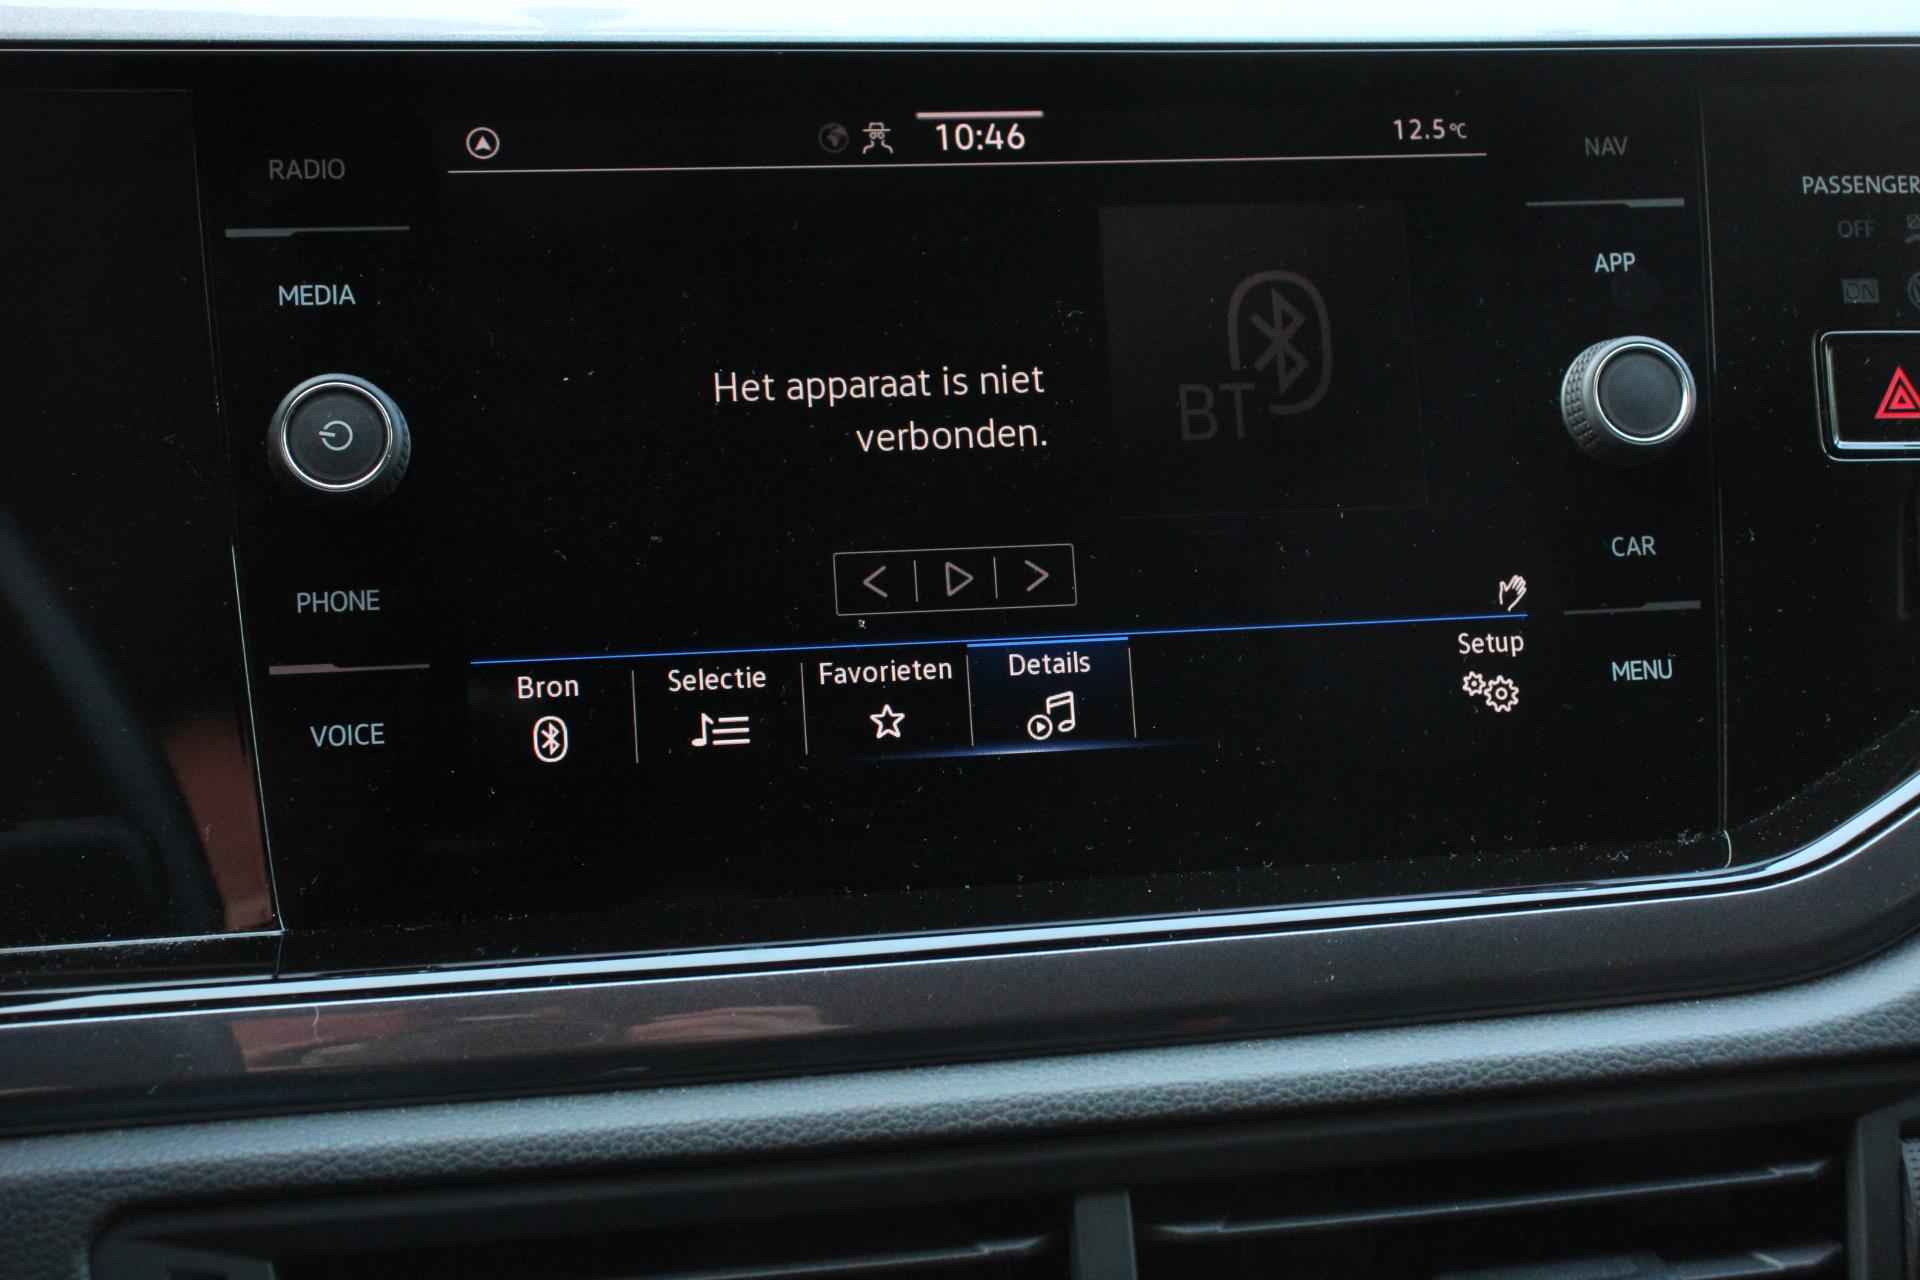 10:46
12.5°C
RADIO
NAV
PASSENGER
OFF
MEDIA
APP
ON
Het apparaat is niet
verbonden.
BT
PHONE
CAR
Bron
Selectie
Favorieten
Details
Setup
VOICE
MENU